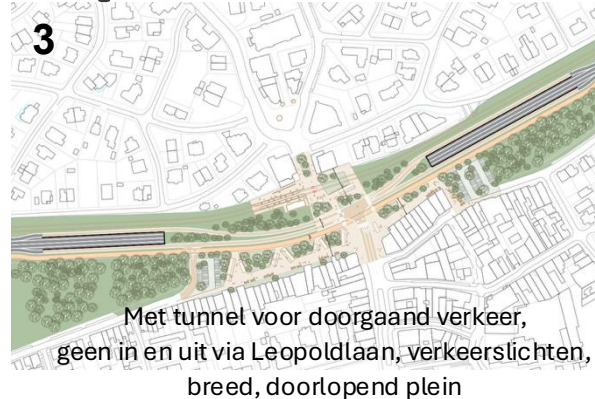 3
Met tunnel voor doorgaand verkeer,
geen in en uit via Leopoldlaan, verkeerslichten,
breed, doorlopend plein